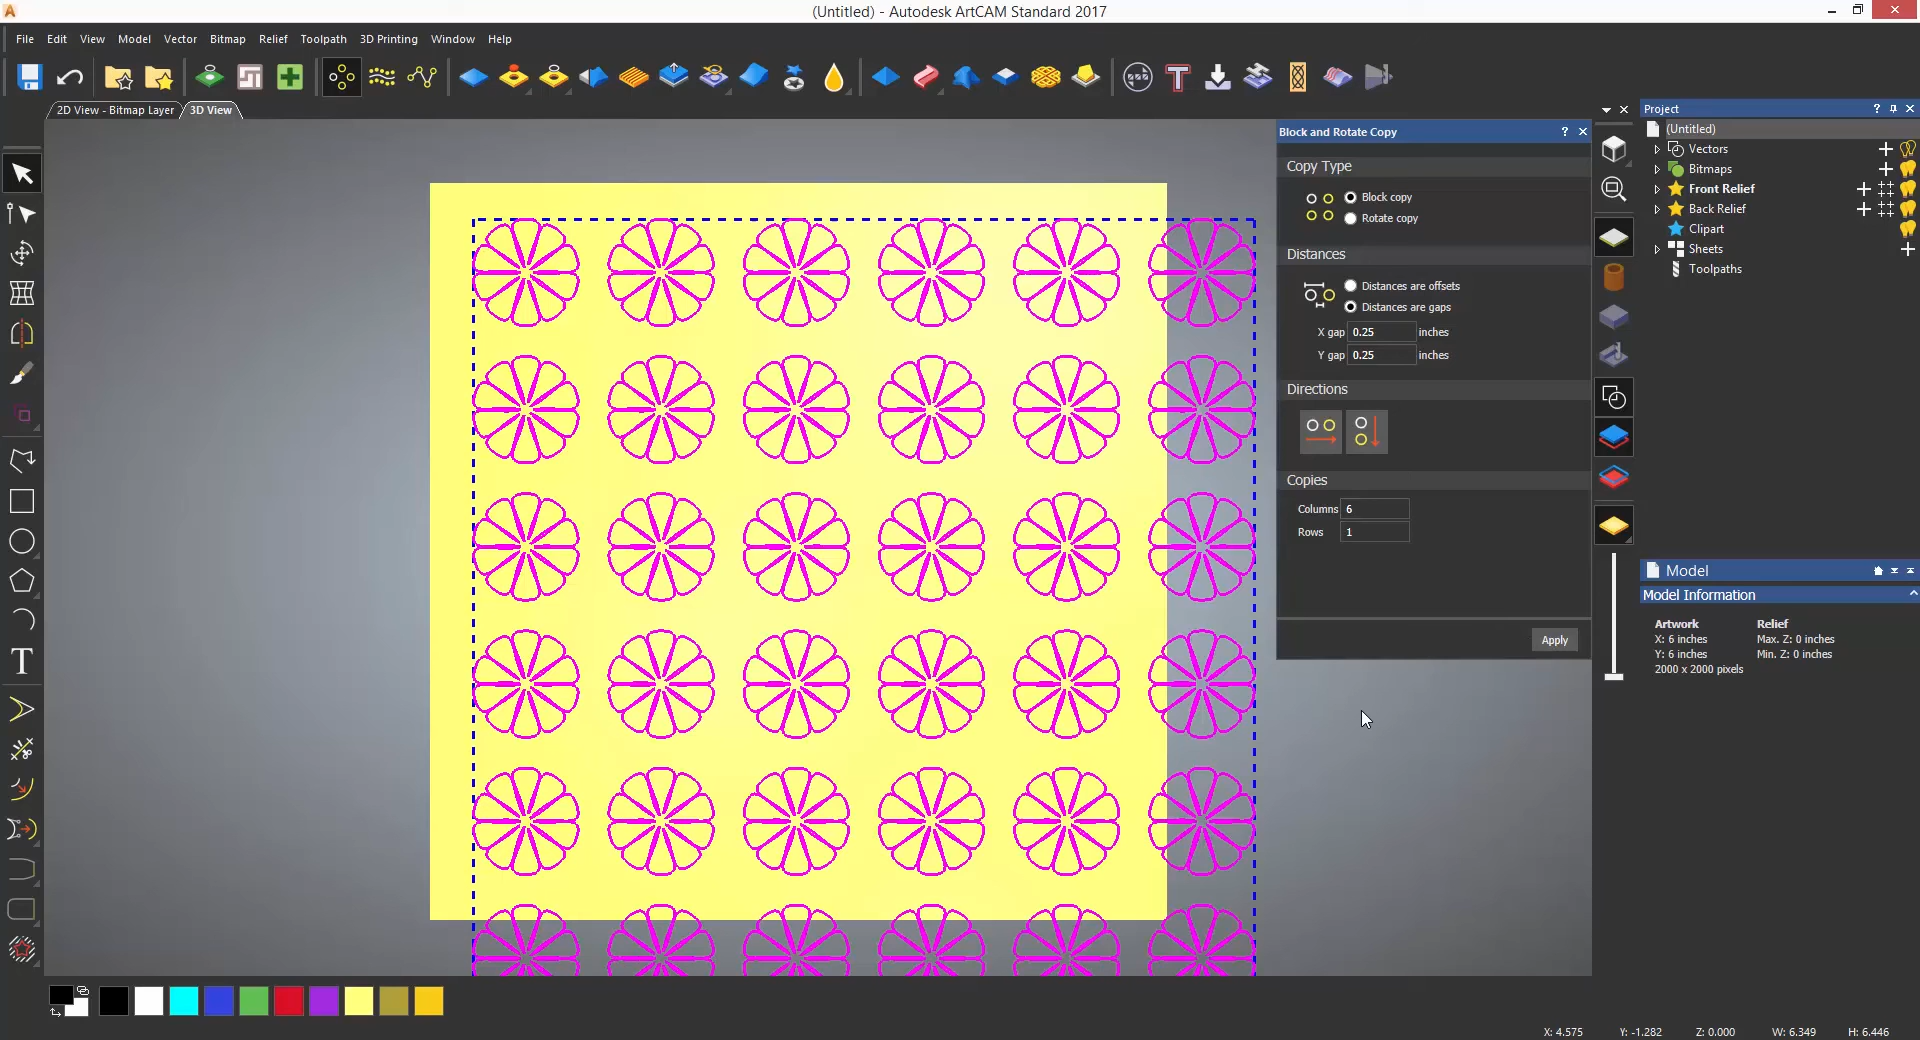 (Untitled) - Autodesk ArtCAM Standard 2017
File Edit View Model Vector Bitmap Relief Toolpath 3D Printing Window Help
2D View - Bitmap Layer 3D View
Block and Rotate Copy
Copy Type
Block copy
Rotate copy
Distances
Distances are offsets
Distances are gaps
X gap 0.25 inches
Y gap 0.25 inches
Directions
Copies
Columns 6
Rows 1
Apply
Project
(Untitled)
Vectors
Bitmaps
Front Relief
Back Relief
Clipart
Sheets
Toolpaths
Model
Model Information
Artwork Relief
X: 6 inches Max. Z: 0 inches
Y: 6 inches Min. Z: 0 inches
2000 x 2000 pixels
X: 4.575 Y: -1.282 Z: 0.000 W: 6.349 H: 6.446